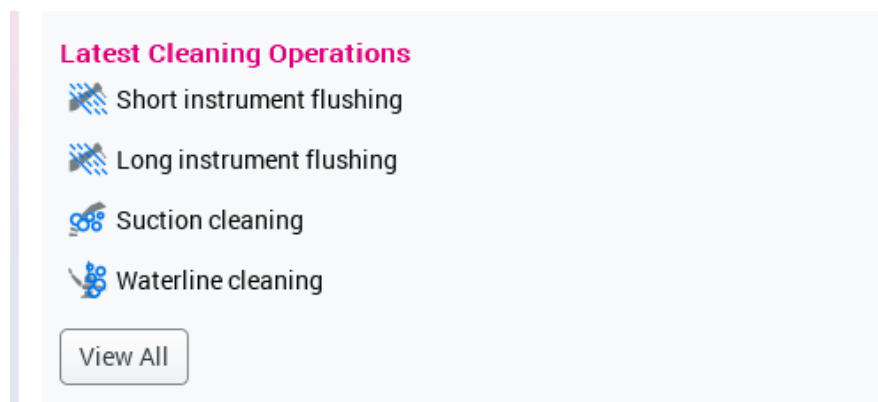 Latest Cleaning Operations
Short instrument flushing
Long instrument flushing
Suction cleaning
Waterline cleaning
View All